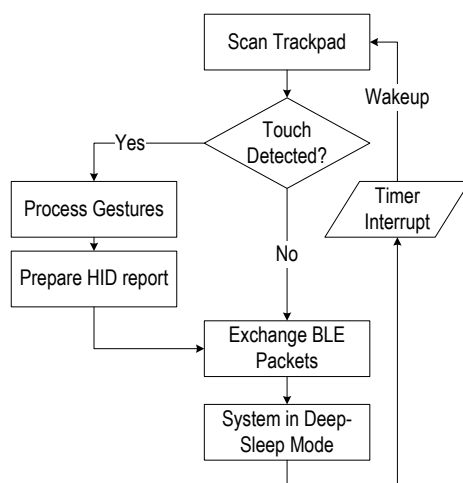 Scan Trackpad
Wakeup
Touch
Detected?
Yes
Process Gestures
Timer
Interrupt
No
Prepare HID report
Exchange BLE
Packets
System in Deep-
Sleep Mode